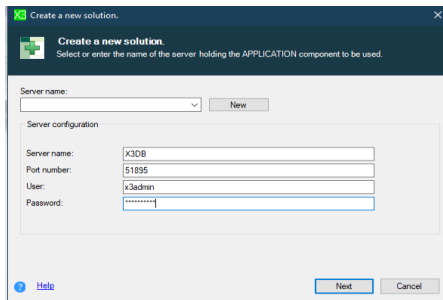 X3 Create a new solution.
Create a new solution.
Select or enter the name of the server holding the APPLICATION component to be used.
Server name:
New
Server configuration
Server name: X3DB
Port number: 51895
User: x3admin
Password: **********
? Help
Next
Cancel